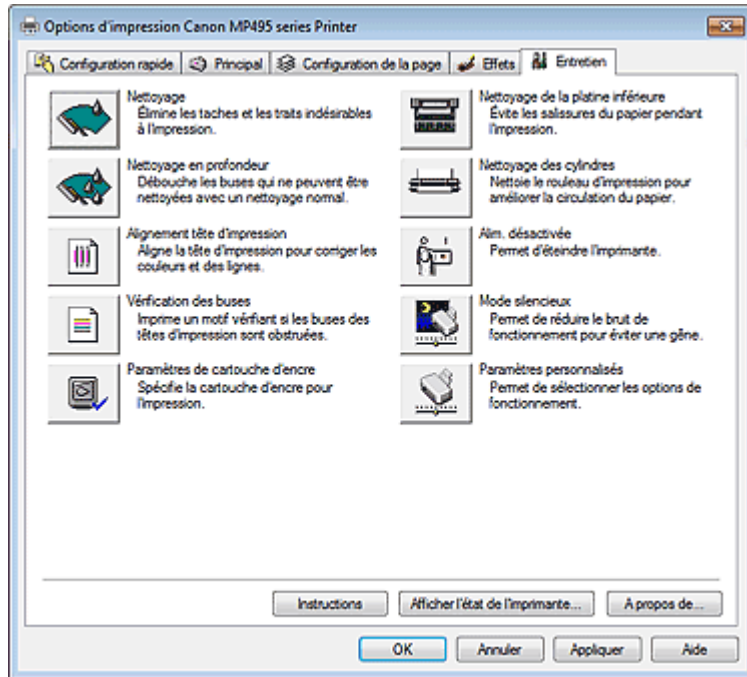 Options d'impression Canon MP495 series Printer
Configuration rapide
Principal
Configuration de la page
Effets
Entretien
Nettoyage
Élimine les taches et les traits indésirables
à l'impression.
Nettoyage en profondeur
Débouche les buses qui ne peuvent être
nettoyées avec un nettoyage normal.
Alignement tête d'impression
Aligne la tête d'impression pour corriger les
couleurs et des lignes.
Vérification des buses
Imprime un motif vérifiant si les buses des
têtes d'impression sont obstruées.
Paramètres de cartouche d'encre
Spécifie la cartouche d'encre pour
l'impression.
Nettoyage de la platine inférieure
Évite les salissures du papier pendant
l'impression.
Nettoyage des cylindres
Nettoie le rouleau d'impression pour
améliorer la circulation du papier.
Alim. désactivée
Permet d'éteindre l'imprimante.
Mode silencieux
Permet de réduire le bruit de
fonctionnement pour éviter une gêne.
Paramètres personnalisés
Permet de sélectionner les options de
fonctionnement.
Instructions
Afficher l'état de l'imprimante...
A propos de...
OK
Annuler
Appliquer
Aide